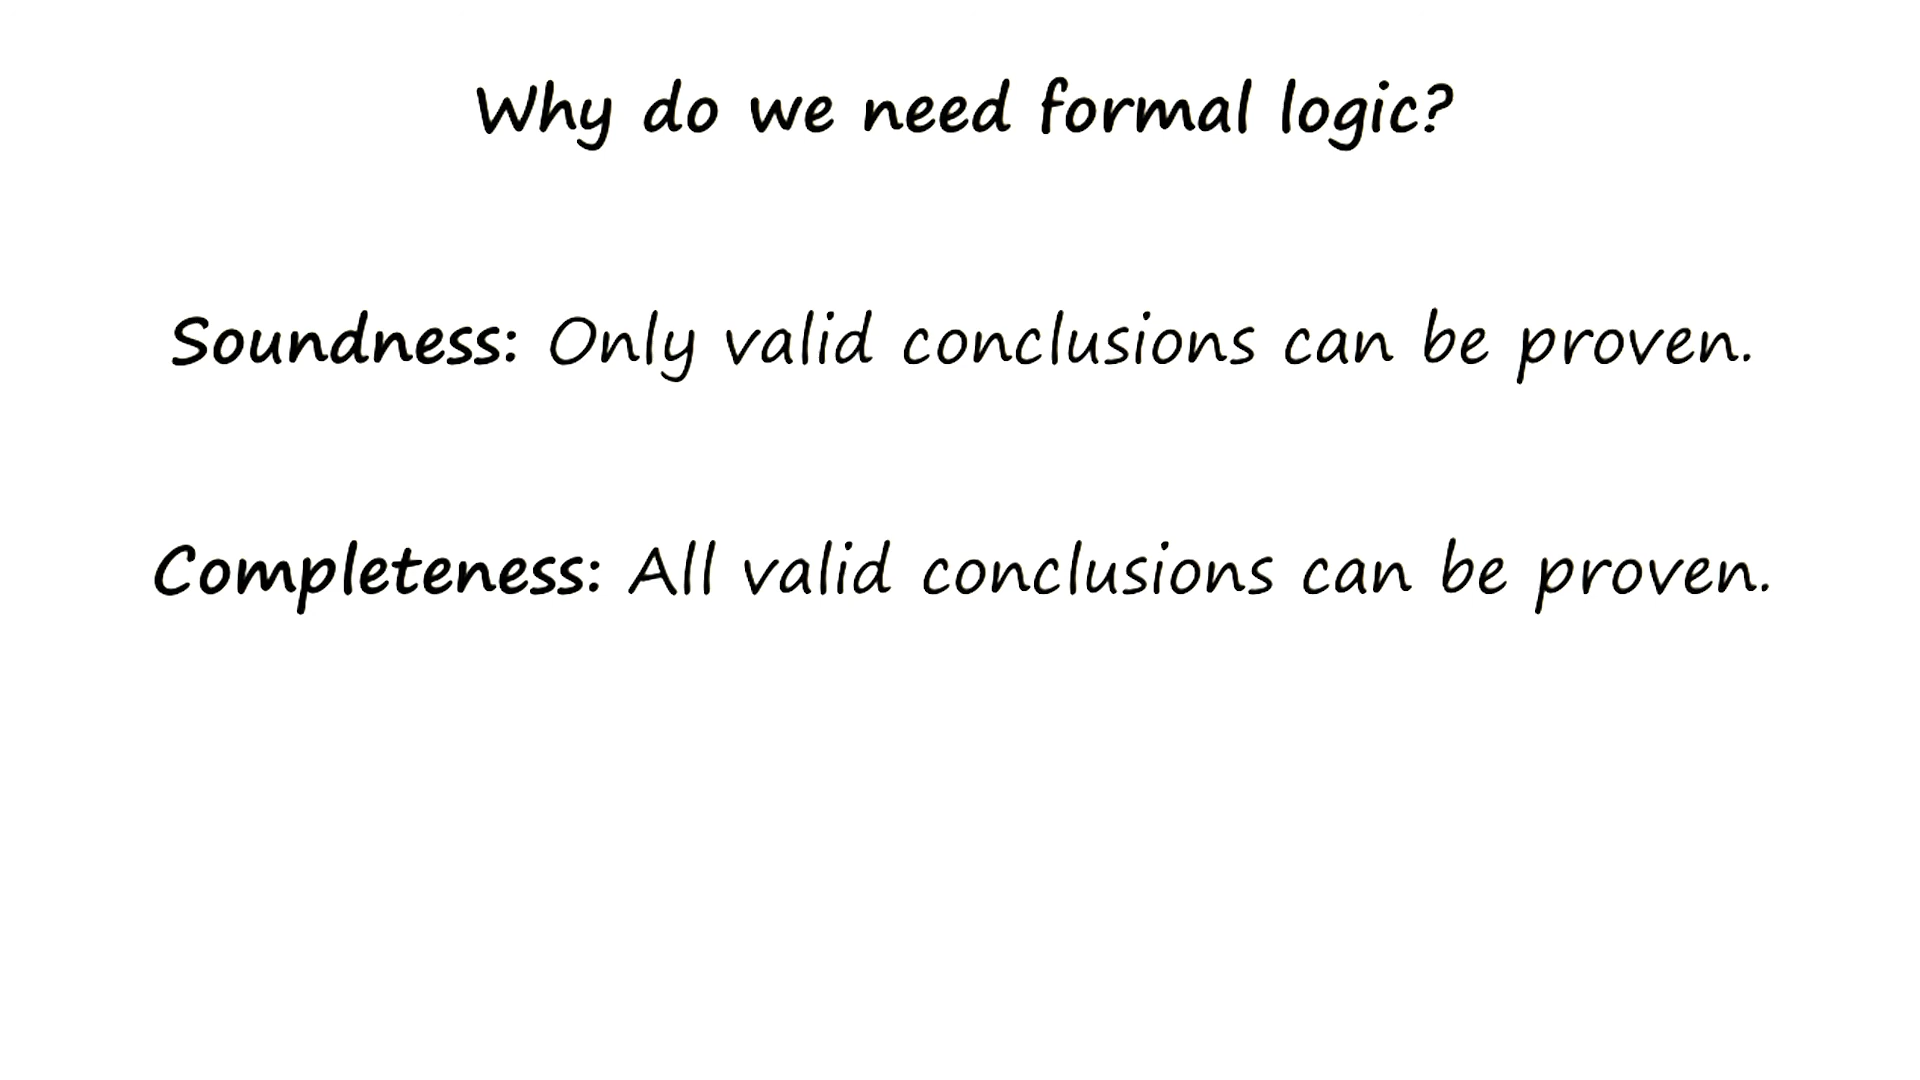 Why do we need formal logic?
Soundness: Only valid conclusions can be proven.
Completeness: All valid conclusions can be proven.